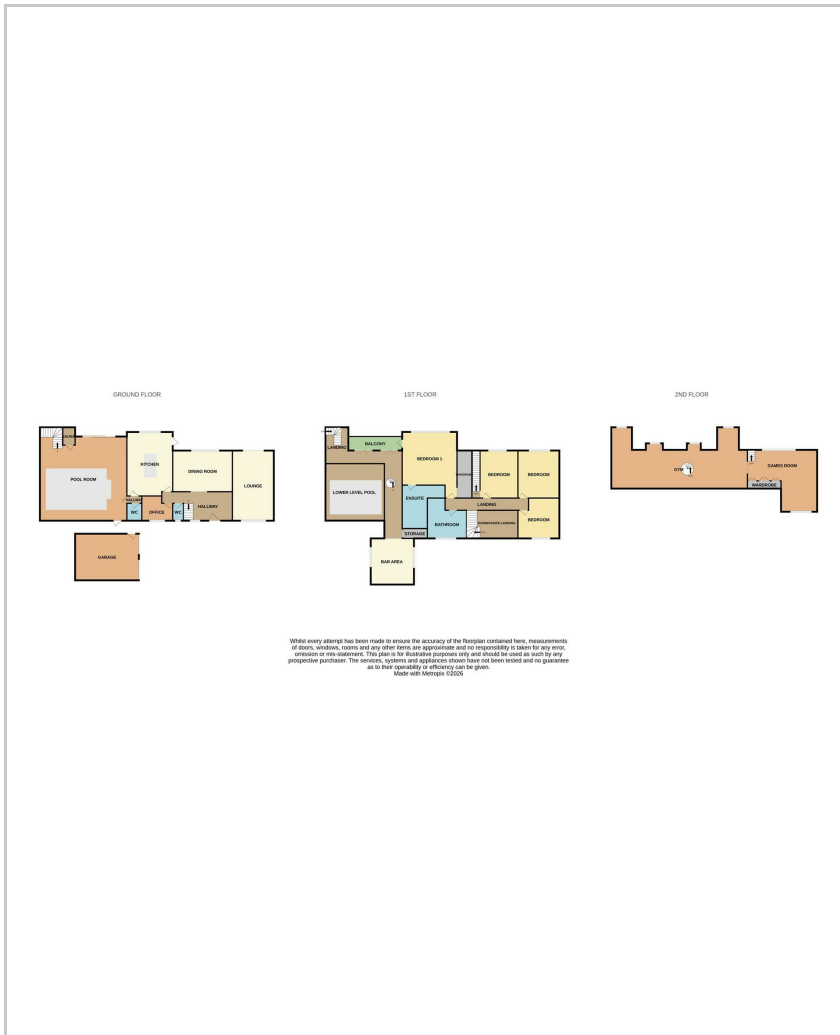 GROUND FLOOR
1ST FLOOR
2ND FLOOR
POOL ROOM
KITCHEN
DINING ROOM
LOUNGE
WC
OFFICE
WC
HALLWAY
GARAGE
LANDING
BALCONY
BEDROOM 1
BEDROOM
BEDROOM
LOWER LEVEL POOL
ENSUITE
LANDING
BATHROOM
DOWNSTAIRS LANDING
BEDROOM
STORAGE
BAR AREA
GYM
GAMES ROOM
WARDROBE
Whilst every attempt has been made to ensure the accuracy of the floorplan contained here, measurements
of doors, windows, rooms and any other items are approximate and no responsibility is taken for any error,
omission or mis-statement. This plan is for illustrative purposes only and should be used as such by any
prospective purchaser. The services, systems and appliances shown have not been tested and no guarantee
as to their operability or efficiency can be given.
Made with Metropix ©2026